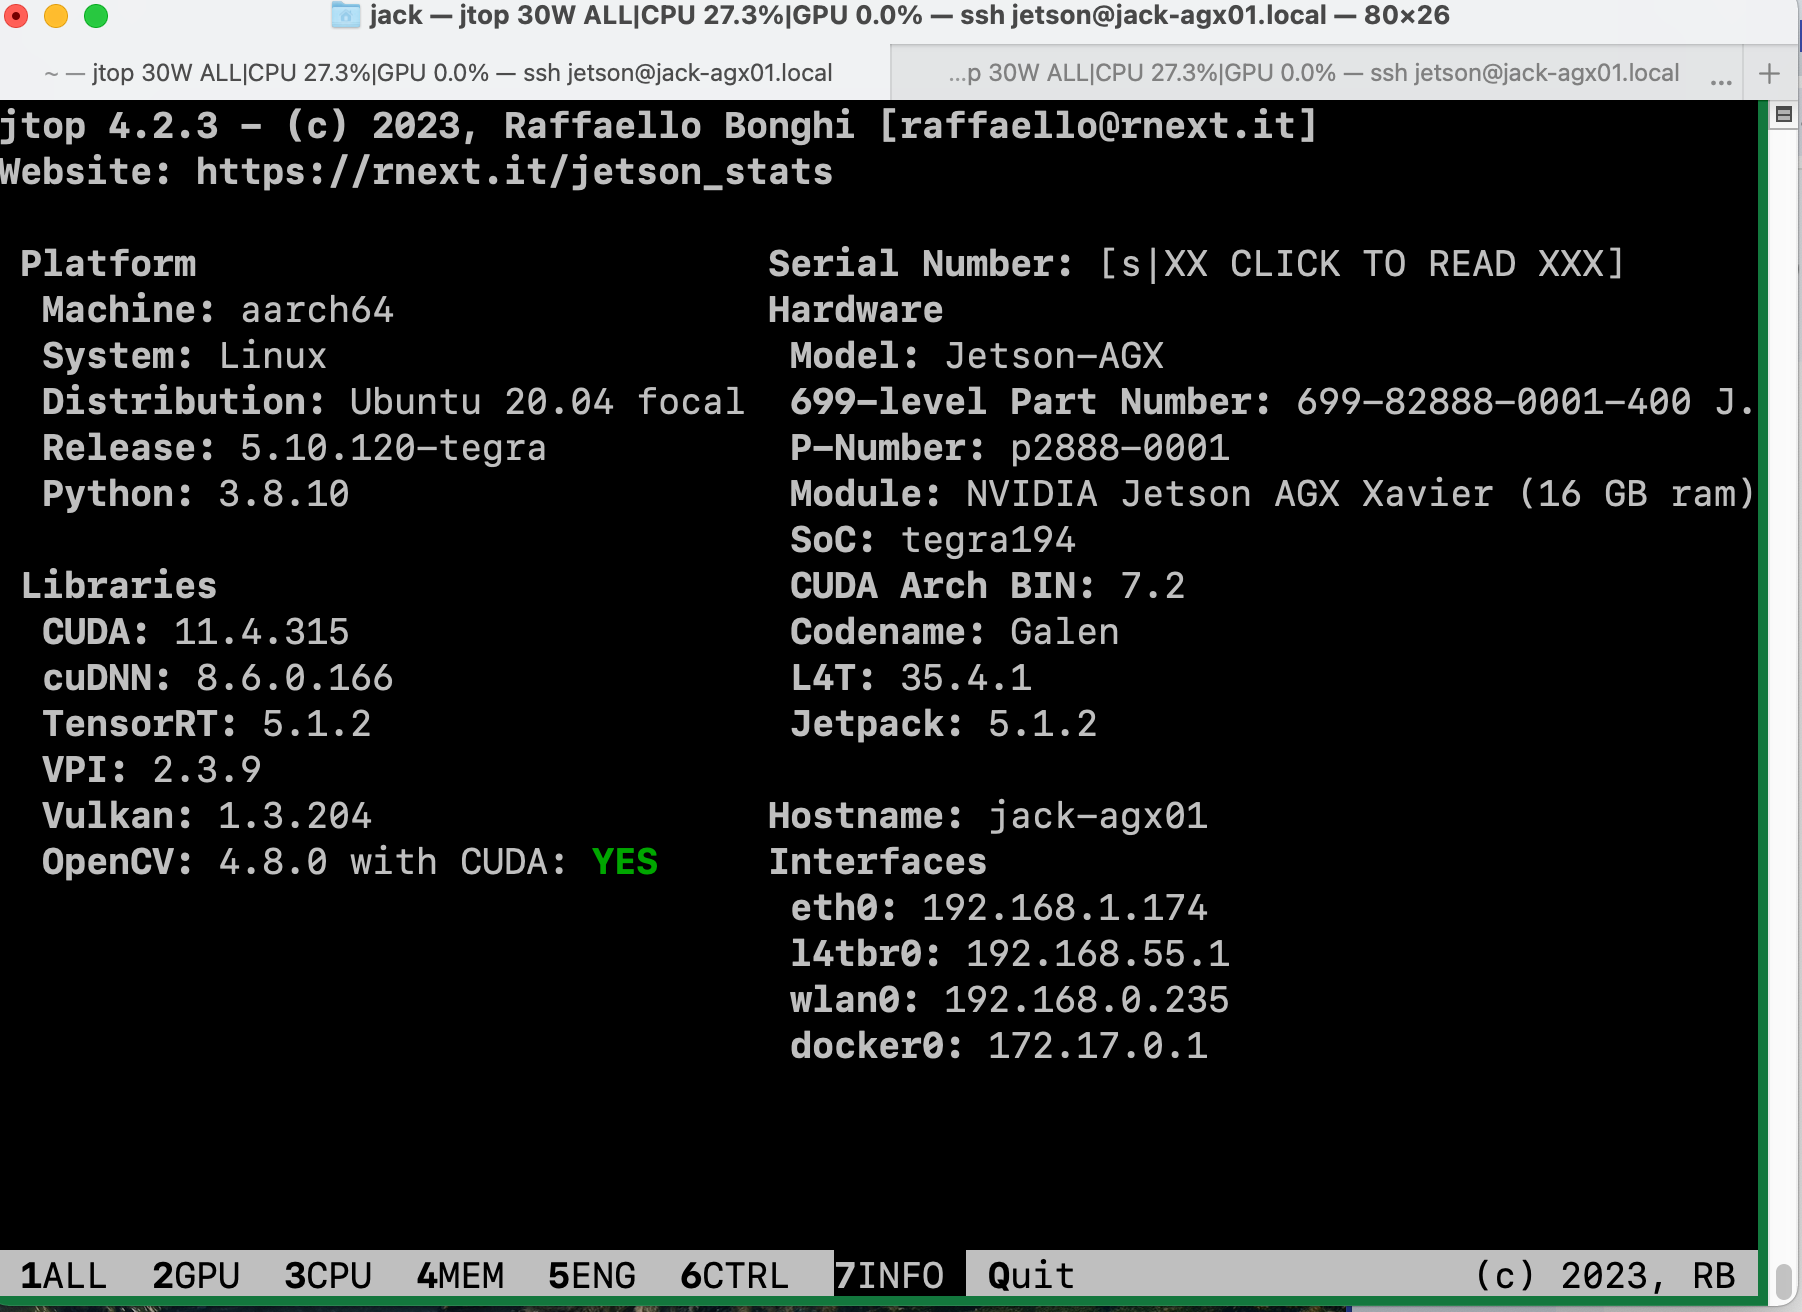 jack — jtop 30W ALL|CPU 27.3%|GPU 0.0% — ssh jetson@jack-agx01.local — 80×26
~ — jtop 30W ALL|CPU 27.3%|GPU 0.0% — ssh jetson@jack-agx01.local
...p 30W ALL|CPU 27.3%|GPU 0.0% — ssh jetson@jack-agx01.local ... +
jtop 4.2.3 - (c) 2023, Raffaello Bonghi [raffaello@rnext.it]
Website: https://rnext.it/jetson_stats
Platform
Machine: aarch64
System: Linux
Distribution: Ubuntu 20.04 focal
Release: 5.10.120-tegra
Python: 3.8.10
Libraries
CUDA: 11.4.315
cuDNN: 8.6.0.166
TensorRT: 5.1.2
VPI: 2.3.9
Vulkan: 1.3.204
OpenCV: 4.8.0 with CUDA: YES
Serial Number: [s|XX CLICK TO READ XXX]
Hardware
Model: Jetson-AGX
699-level Part Number: 699-82888-0001-400 J.
P-Number: p2888-0001
Module: NVIDIA Jetson AGX Xavier (16 GB ram)
SoC: tegra194
CUDA Arch BIN: 7.2
Codename: Galen
L4T: 35.4.1
Jetpack: 5.1.2
Hostname: jack-agx01
Interfaces
eth0: 192.168.1.174
l4tbr0: 192.168.55.1
wlan0: 192.168.0.235
docker0: 172.17.0.1
1ALL 2GPU 3CPU 4MEM 5ENG 6CTRL 7INFO Quit (c) 2023, RB